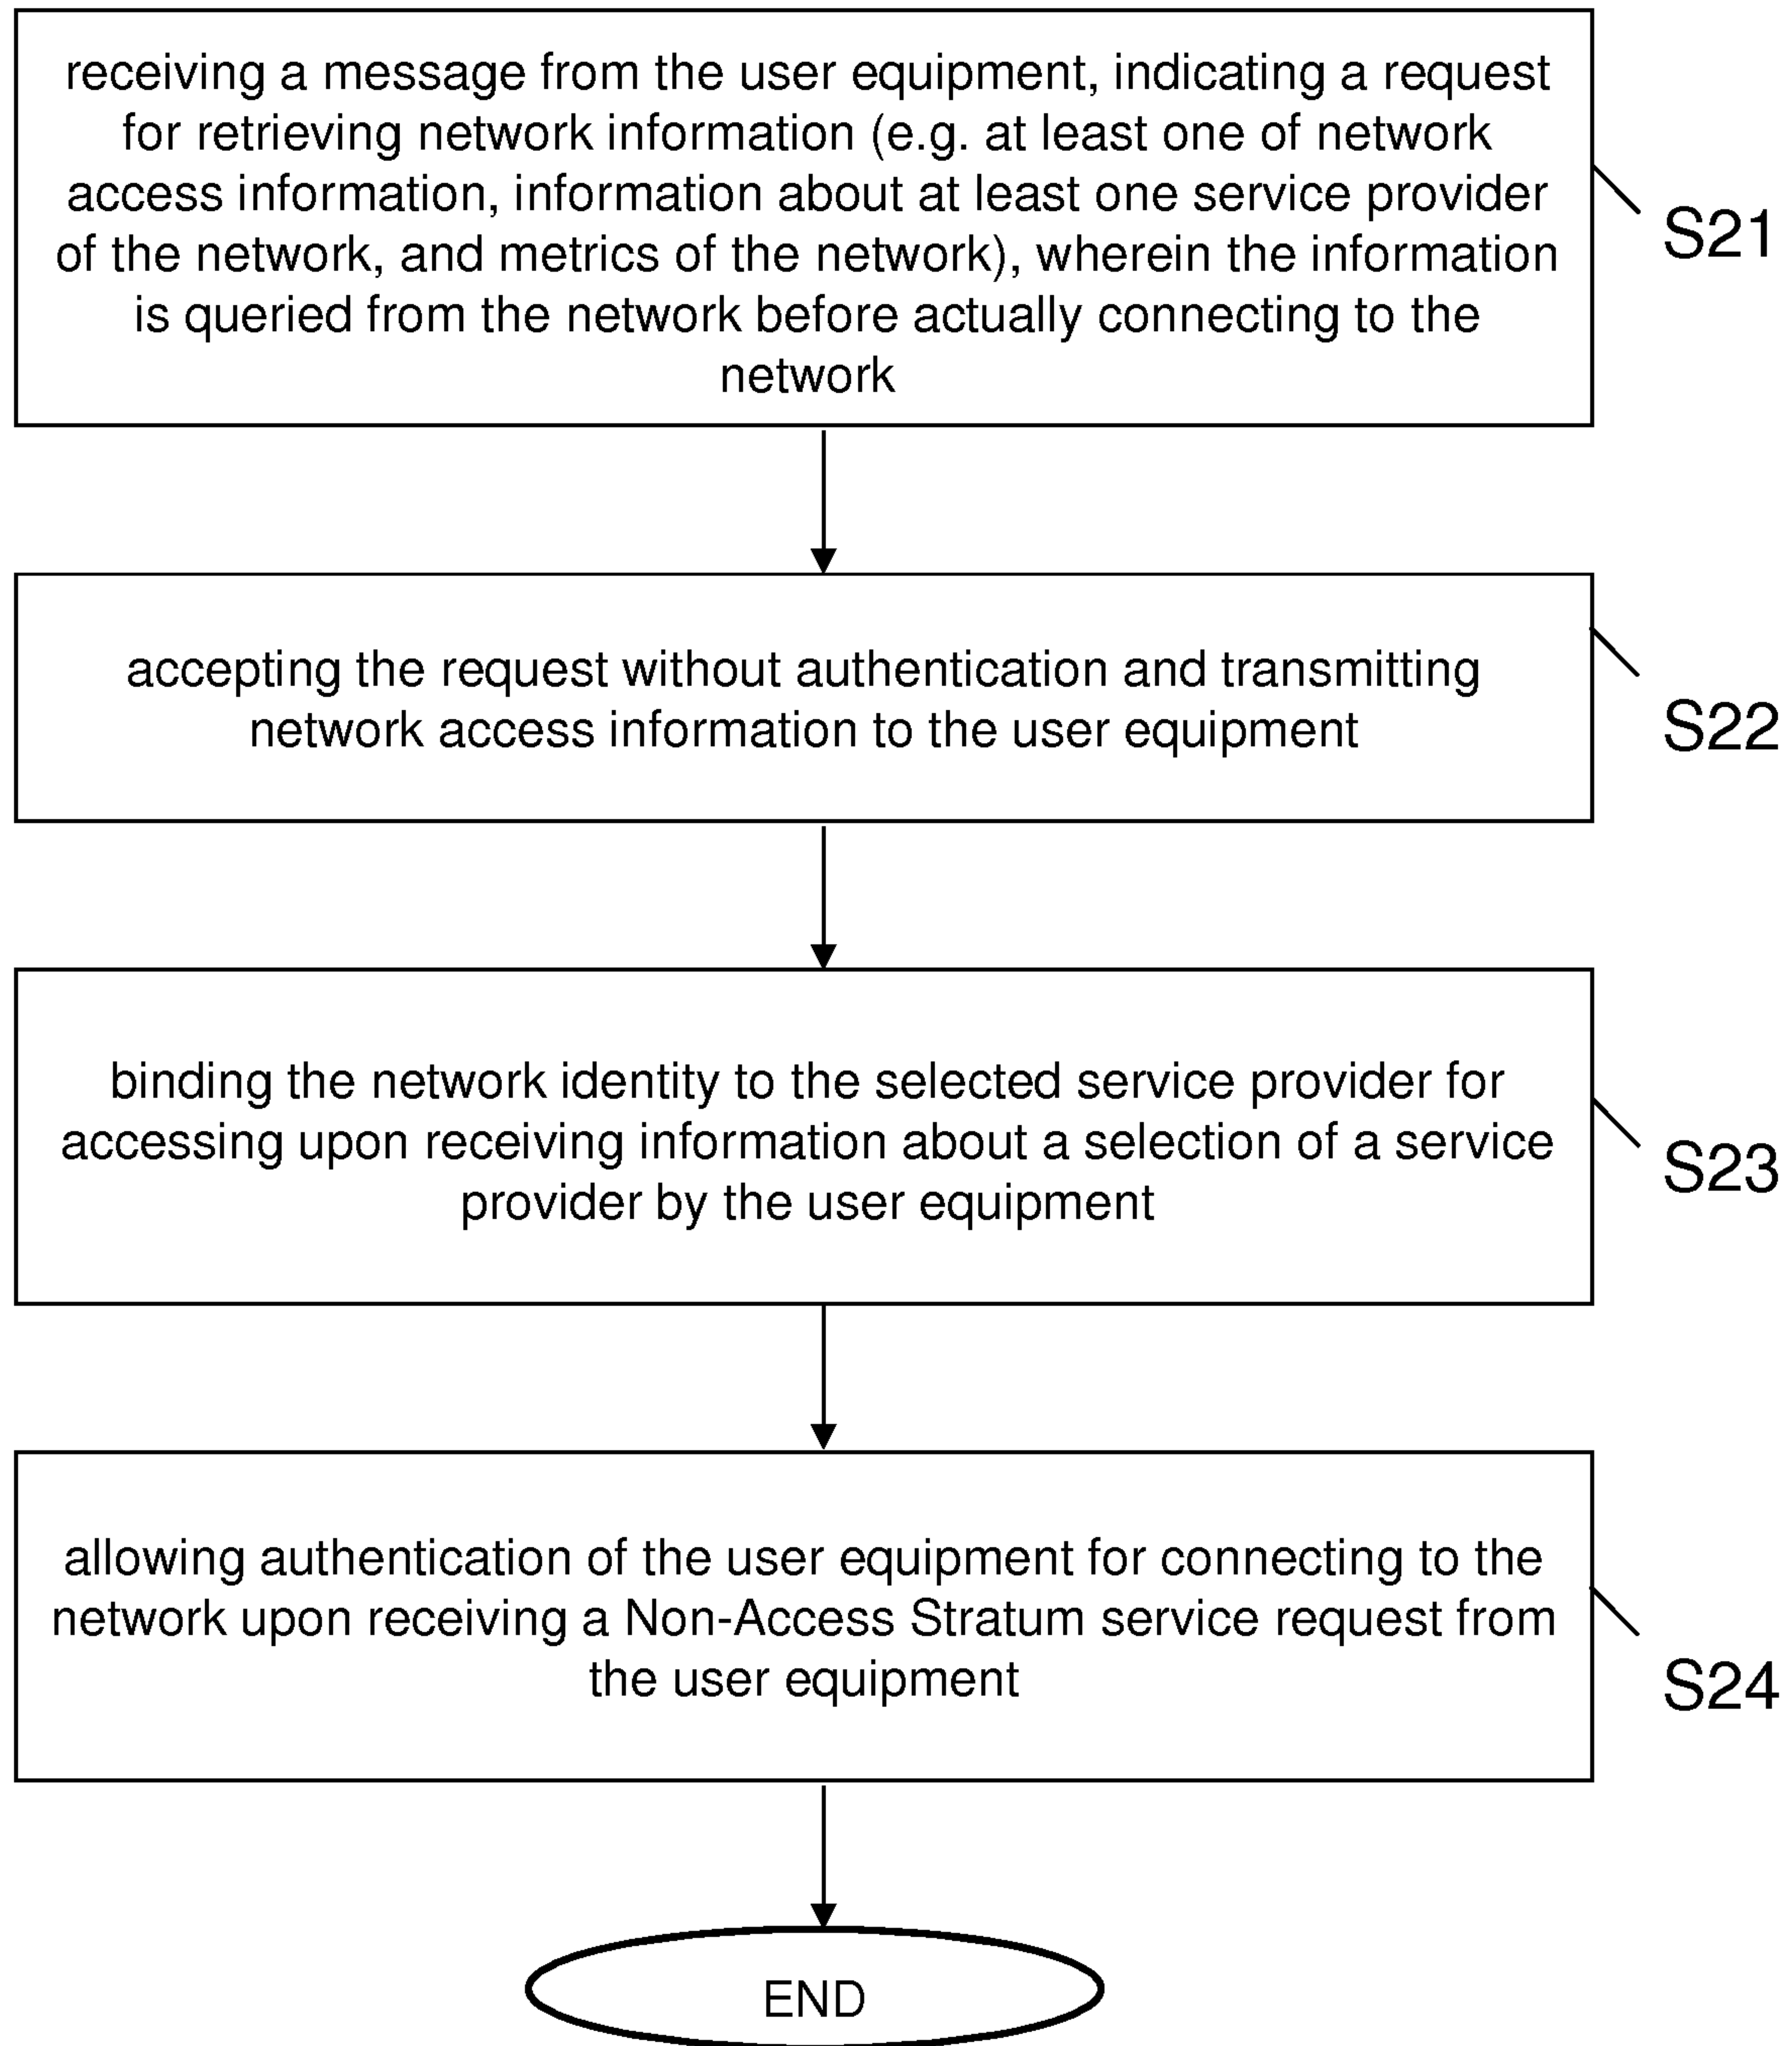 receiving a message from the user equipment, indicating a request
for retrieving network information (e.g. at least one of network
access information, information about at least one service provider
of the network, and metrics of the network), wherein the information
is queried from the network before actually connecting to the
network
S21
accepting the request without authentication and transmitting
network access information to the user equipment
S22
binding the network identity to the selected service provider for
accessing upon receiving information about a selection of a service
provider by the user equipment
S23
allowing authentication of the user equipment for connecting to the
network upon receiving a Non-Access Stratum service request from
the user equipment
S24
END